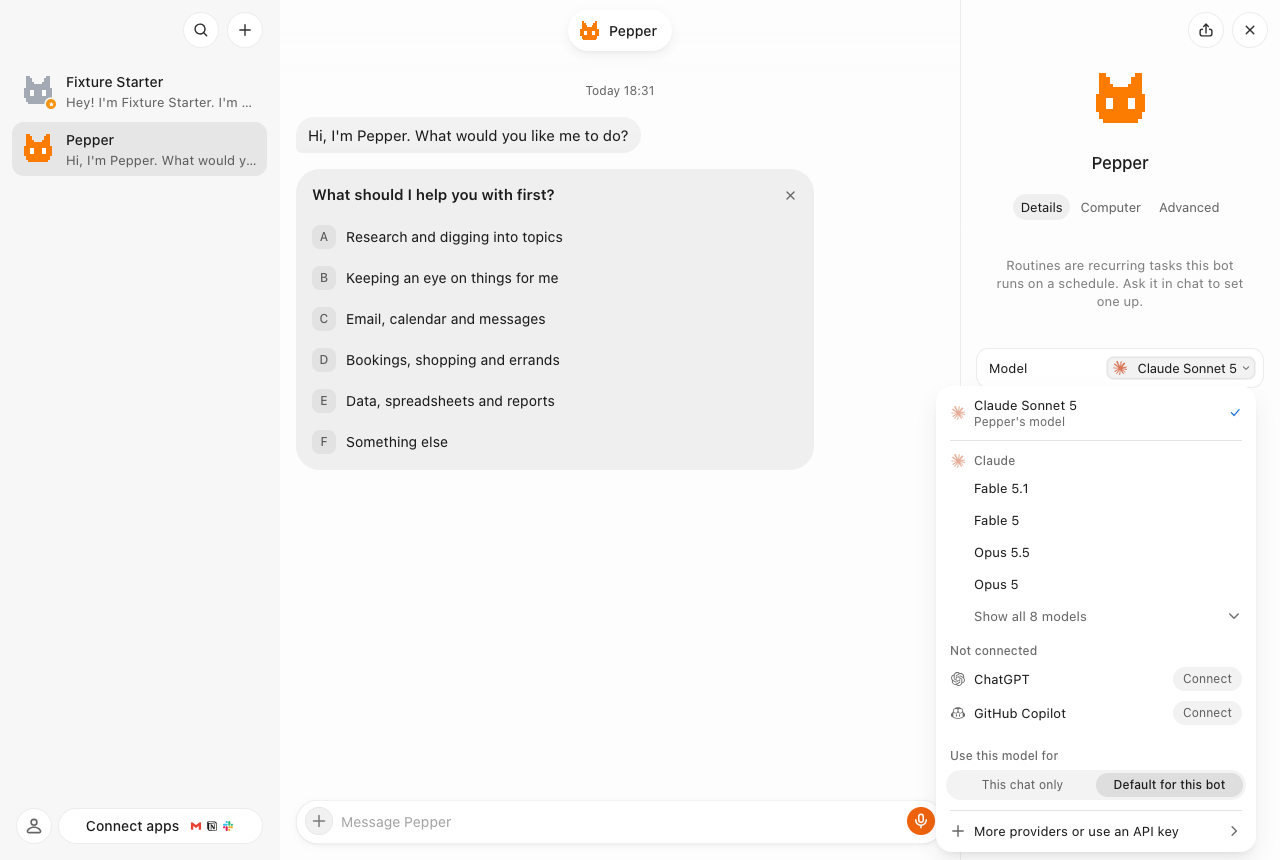 Fixture Starter
Hey! I'm Fixture Starter. I'm ...
Pepper
Hi, I'm Pepper. What would y...
Connect apps
Pepper
Today 18:31
Hi, I'm Pepper. What would you like me to do?
What should I help you with first?
A Research and digging into topics
B Keeping an eye on things for me
C Email, calendar and messages
D Bookings, shopping and errands
E Data, spreadsheets and reports
F Something else
Message Pepper
Pepper
Details Computer Advanced
Routines are recurring tasks this bot
runs on a schedule. Ask it in chat to set
one up.
Model Claude Sonnet 5
Claude Sonnet 5
Pepper's model
Claude
Fable 5.1
Fable 5
Opus 5.5
Opus 5
Show all 8 models
Not connected
ChatGPT Connect
GitHub Copilot Connect
Use this model for
This chat only Default for this bot
More providers or use an API key